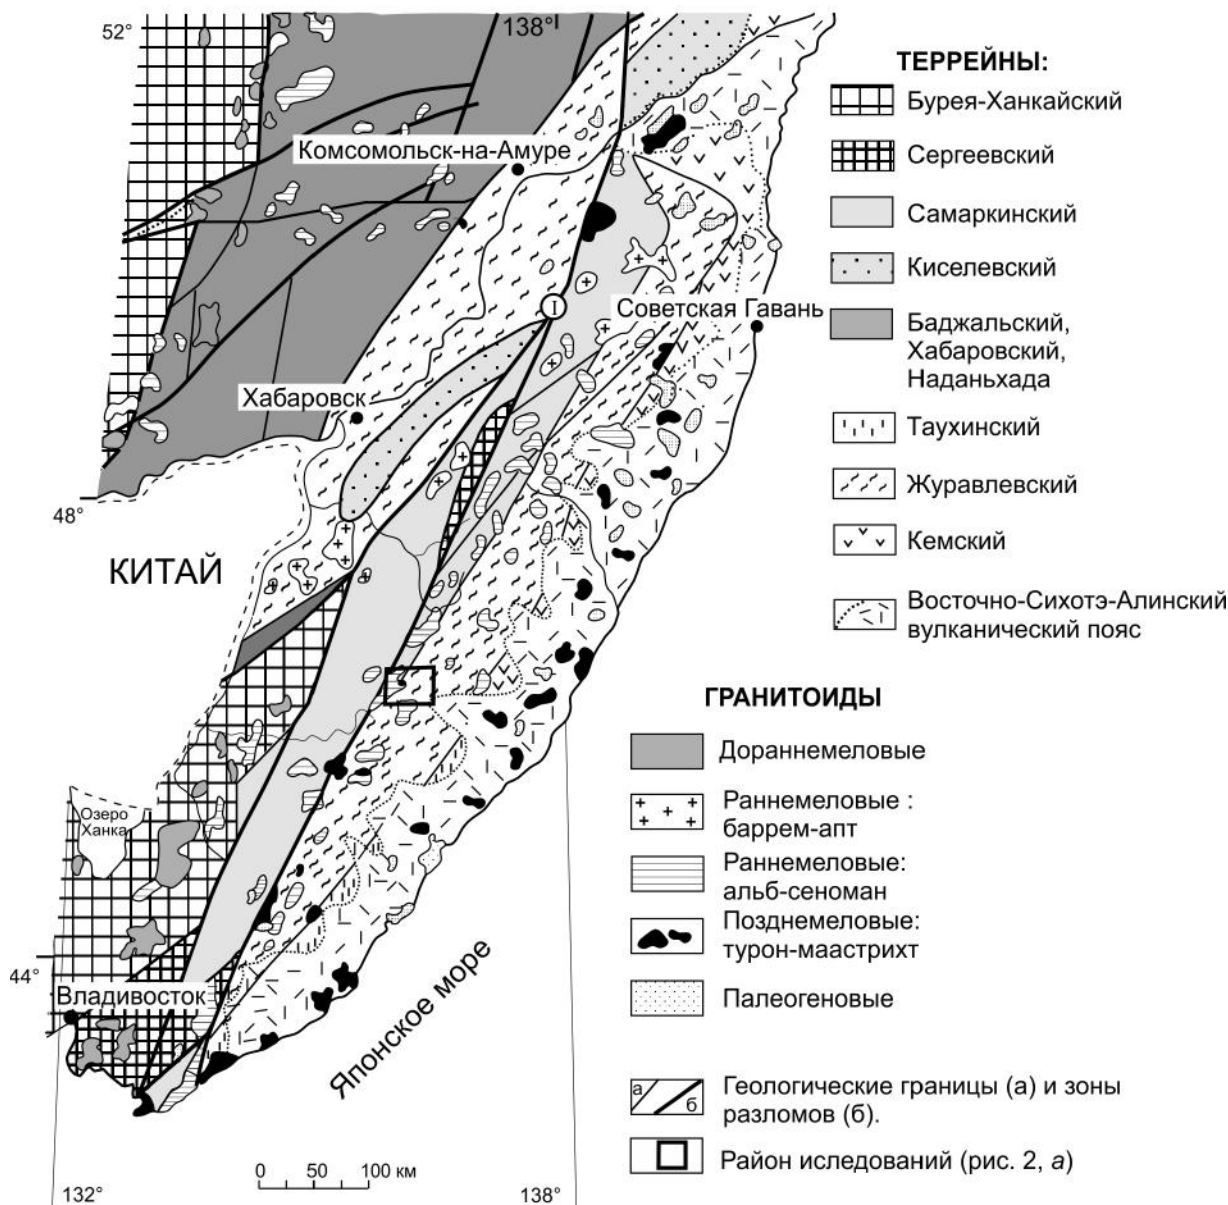 52°
138°
Комсомольск-на-Амуре
I
Советская Гавань
Хабаровск
48°
КИТАЙ
Озеро
Ханка
44°
Владивосток
Японское море
0 50 100 км
132°
138°
ТЕРРЕЙНЫ:
Бурея-Ханкайский
Сергеевский
Самаркинский
Киселевский
Баджальский,
Хабаровский,
Наданьхада
Таухинский
Журавлевский
Кемский
Восточно-Сихотэ-Алинский
вулканический пояс
ГРАНИТОИДЫ
Дораннемеловые
Раннемеловые :
баррем-апт
Раннемеловые:
альб-сеноман
Позднемеловые:
турон-маастрихт
Палеогеновые
а б
Геологические границы (а) и зоны
разломов (б).
Район иследований (рис. 2, а)